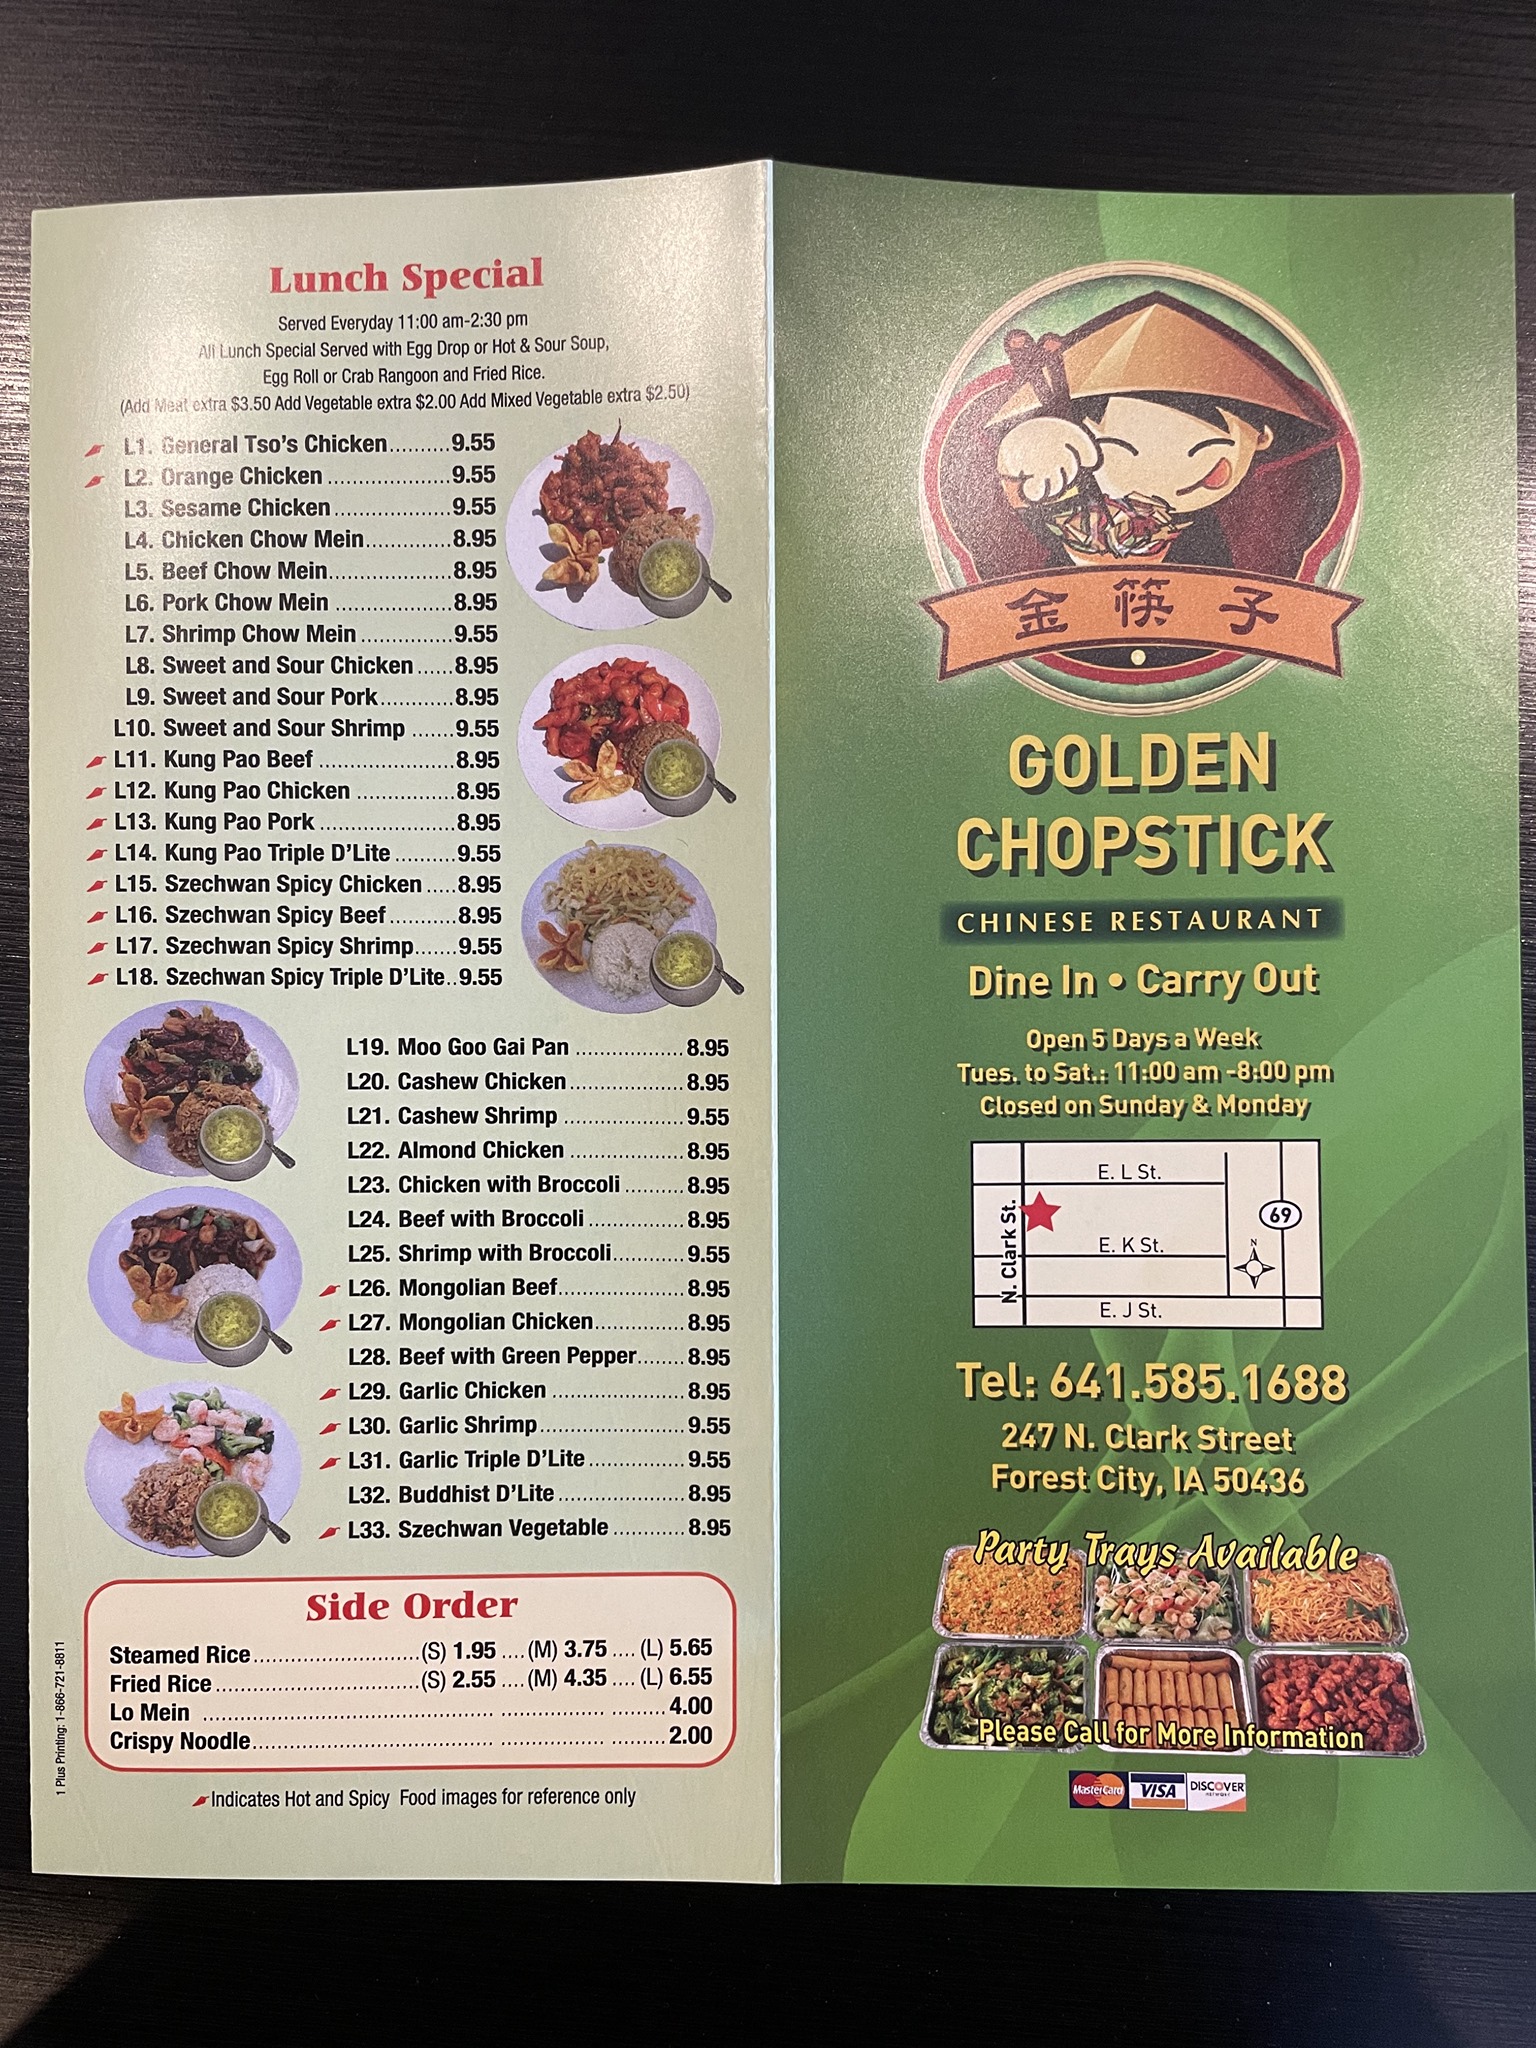 Lunch Special
Served Everyday 11:00 am-2:30 pm
All Lunch Special Served with Egg Drop or Hot & Sour Soup,
Egg Roll or Crab Rangoon and Fried Rice.
(Add Meat extra $3.50 Add Vegetable extra $2.00 Add Mixed Vegetable extra $2.50)
L1. General Tso's Chicken..........9.55
L2. Orange Chicken.....................9.55
L3. Sesame Chicken.....................9.55
L4. Chicken Chow Mein..............8.95
L5. Beef Chow Mein.....................8.95
L6. Pork Chow Mein ....................8.95
L7. Shrimp Chow Mein ................9.55
L8. Sweet and Sour Chicken ......8.95
L9. Sweet and Sour Pork............8.95
L10. Sweet and Sour Shrimp .......9.55
L11. Kung Pao Beef .......................8.95
L12. Kung Pao Chicken .................8.95
L13. Kung Pao Pork .......................8.95
L14. Kung Pao Triple D'Lite ...........9.55
L15. Szechwan Spicy Chicken .....8.95
L16. Szechwan Spicy Beef...........8.95
L17. Szechwan Spicy Shrimp.......9.55
L18. Szechwan Spicy Triple D'Lite..9.55
L19. Moo Goo Gai Pan ..................8.95
L20. Cashew Chicken...................8.95
L21. Cashew Shrimp ....................9.55
L22. Almond Chicken ...................8.95
L23. Chicken with Broccoli ..........8.95
L24. Beef with Broccoli ................8.95
L25. Shrimp with Broccoli............9.55
L26. Mongolian Beef.....................8.95
L27. Mongolian Chicken...............8.95
L28. Beef with Green Pepper........8.95
L29. Garlic Chicken ......................8.95
L30. Garlic Shrimp........................9.55
L31. Garlic Triple D'Lite................9.55
L32. Buddhist D'Lite.....................8.95
L33. Szechwan Vegetable ............8.95
Side Order
Steamed Rice............................(S) 1.95 ....(M) 3.75 .... (L) 5.65
Fried Rice..................................(S) 2.55 ....(M) 4.35 .... (L) 6.55
Lo Mein ................................................ .................. .........4.00
Crispy Noodle........................................ .................. .........2.00
Indicates Hot and Spicy Food images for reference only
1 Plus Printing: 1-866-721-8811
金筷子
GOLDEN
CHOPSTICK
CHINESE RESTAURANT
Dine In • Carry Out
Open 5 Days a Week
Tues. to Sat.: 11:00 am -8:00 pm
Closed on Sunday & Monday
E. L St.
N. Clark St.
69
E. K St.
N
E. J St.
Tel: 641.585.1688
247 N. Clark Street
Forest City, IA 50436
Party Trays Available
Please Call for More Information
MasterCard VISA DISCOVER
NETWORK